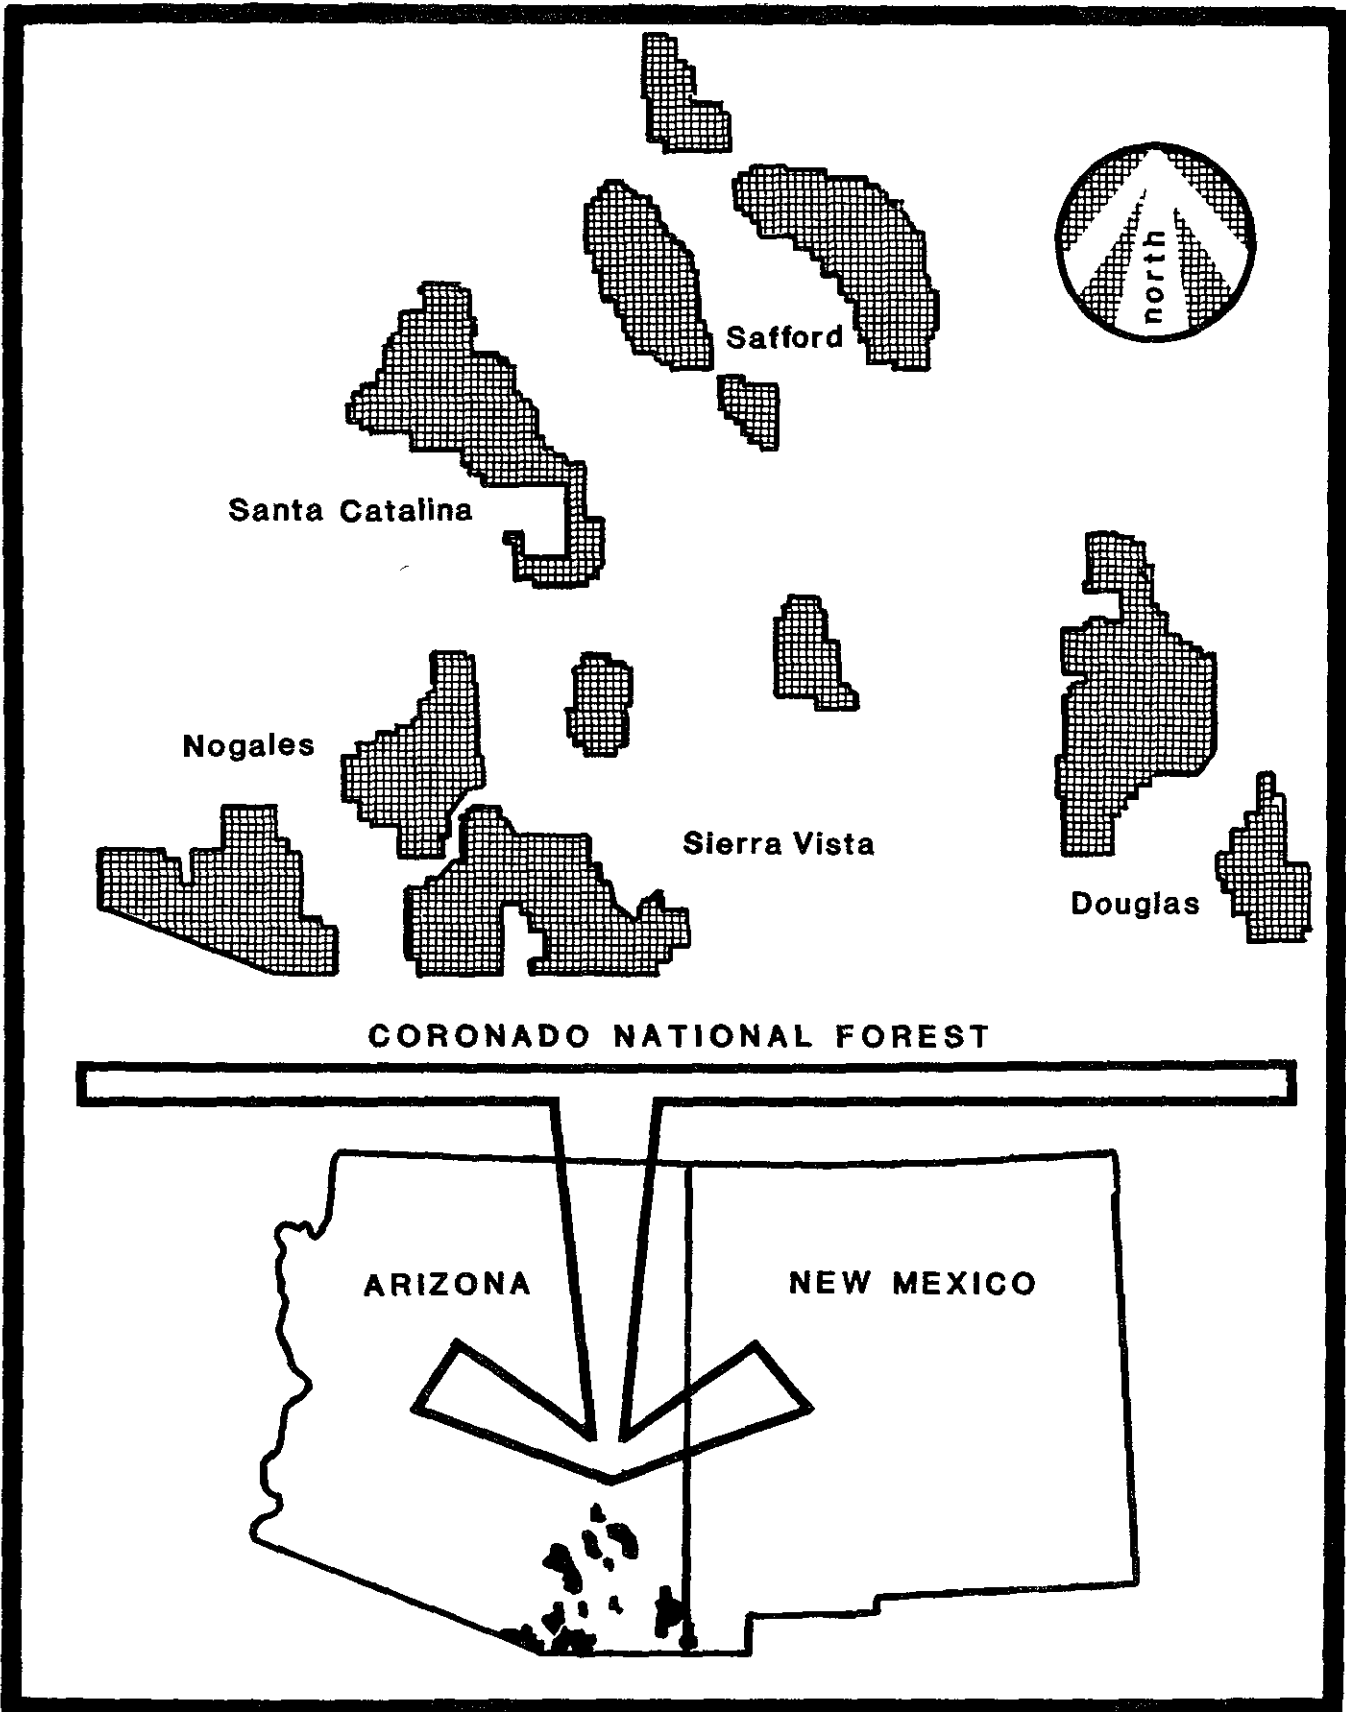 north
Safford
Santa Catalina
Nogales
Sierra Vista
Douglas
CORONADO NATIONAL FOREST
ARIZONA
NEW MEXICO